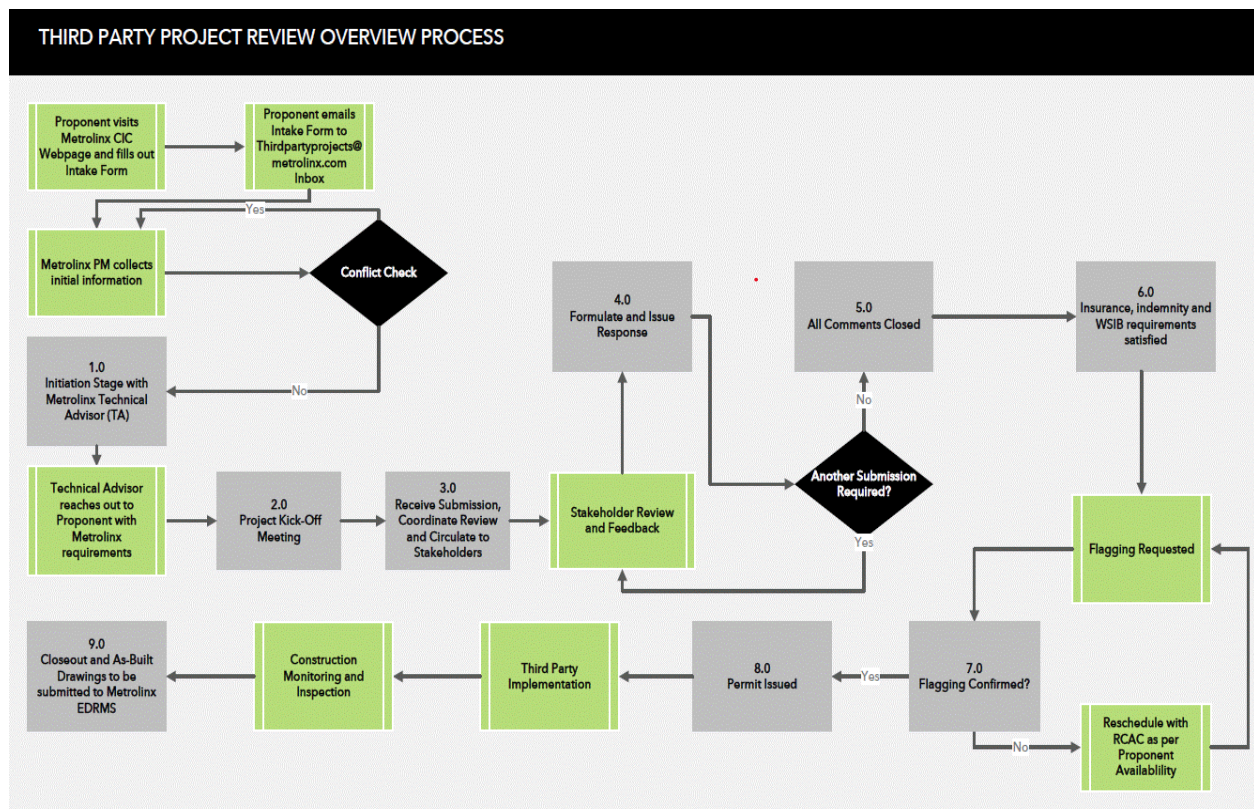 THIRD PARTY PROJECT REVIEW OVERVIEW PROCESS
Proponent visits
Metrolinx CIC
Webpage and fills out
Intake Form
Proponent emails
Intake Form to
Thirdpartyprojects@
metrolinx.com
Inbox
Yes
Metrolinx PM collects
initial information
Conflict Check
No
1.0
Initiation Stage with
Metrolinx Technical
Advisor (TA)
Technical Advisor
reaches out to
Proponent with
Metrolinx
requirements
2.0
Project Kick-Off
Meeting
3.0
Receive Submission,
Coordinate Review
and Circulate to
Stakeholders
Stakeholder Review
and Feedback
4.0
Formulate and Issue
Response
Another Submission
Required?
Yes
No
5.0
All Comments Closed
6.0
Insurance, indemnity and
WSIB requirements
satisfied
Flagging Requested
7.0
Flagging Confirmed?
No
Reschedule with
RCAC as per
Proponent
Availablility
Yes
8.0
Permit Issued
Third Party
Implementation
Construction
Monitoring and
Inspection
9.0
Closeout and As-Built
Drawings to be
submitted to Metrolinx
EDRMS